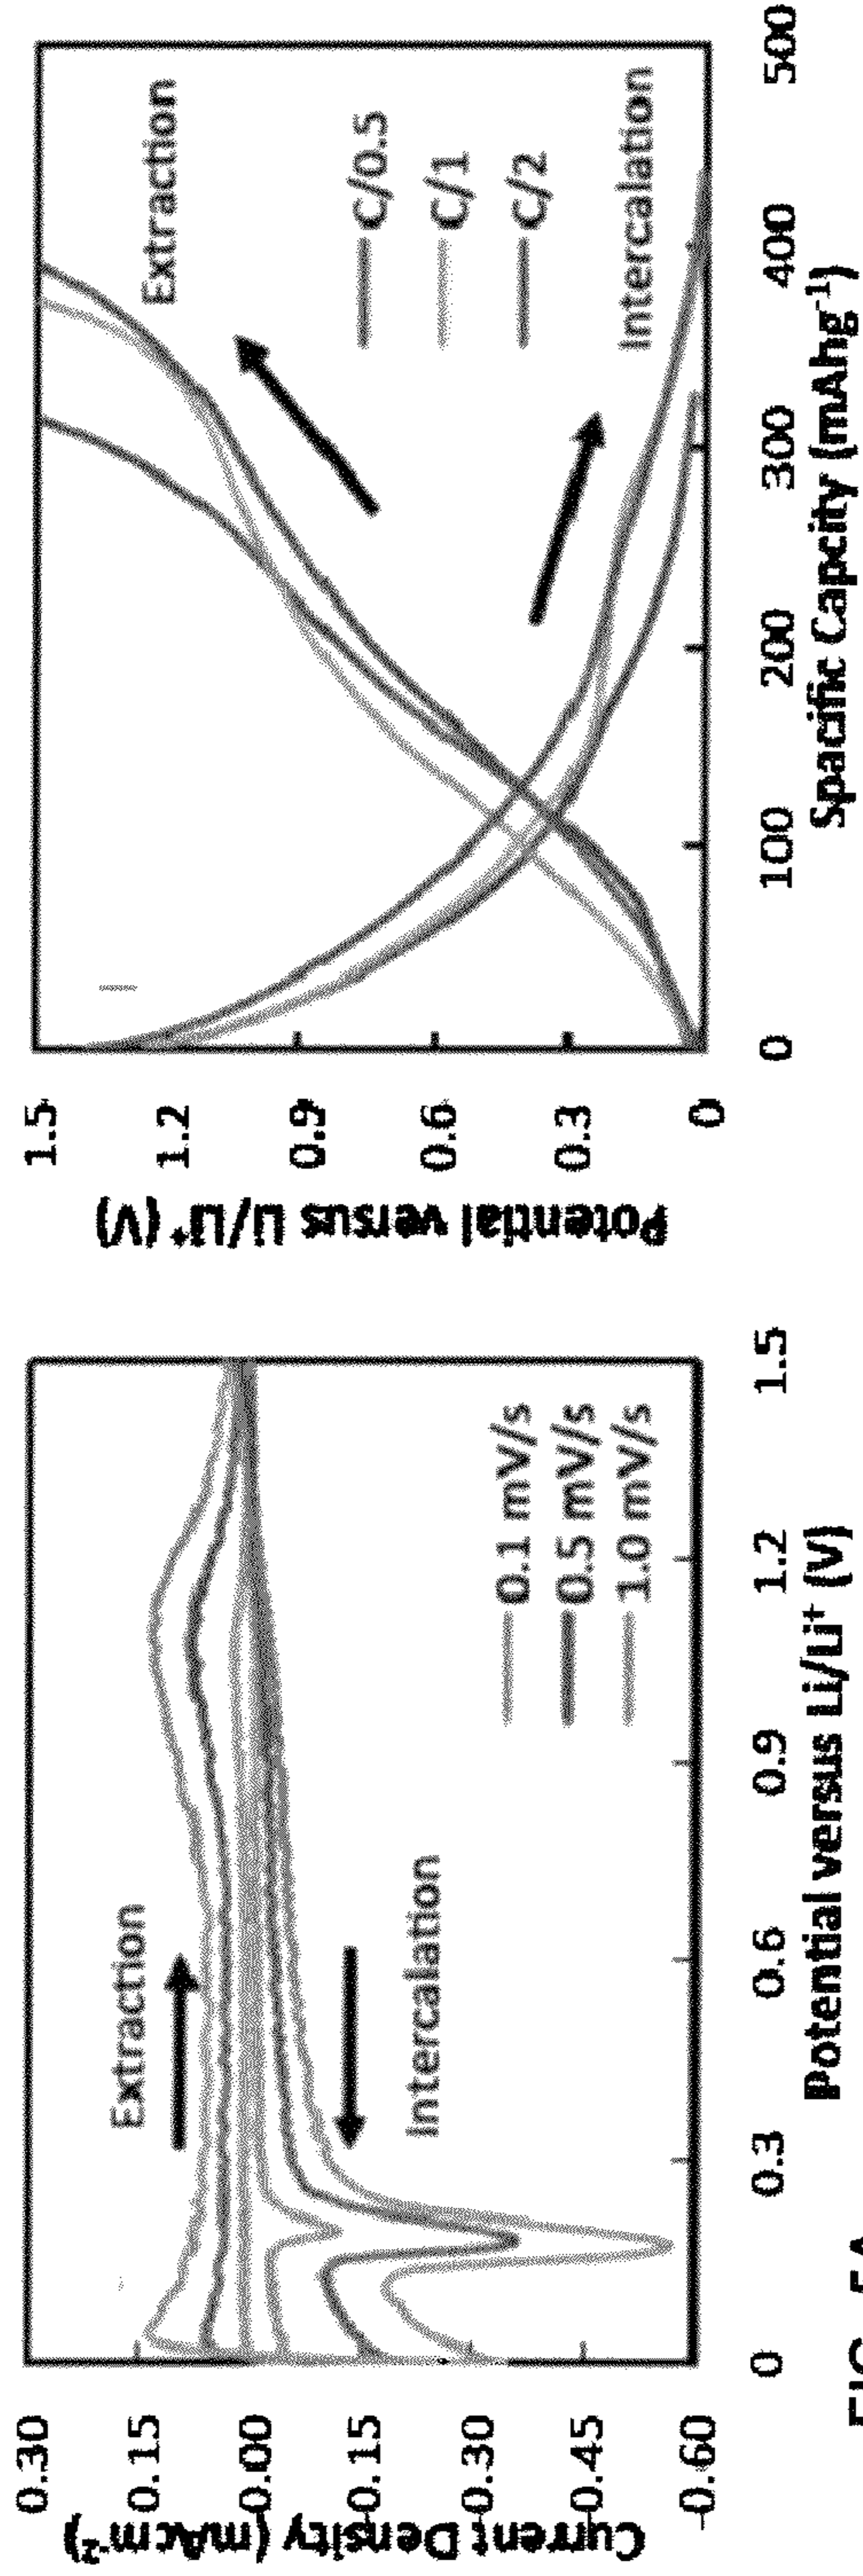 Current Density (mAcm-2)
0.30
0.15
0.00
-0.15
-0.30
-0.45
-0.60
Extraction
Intercalation
0.1 mV/s
0.5 mV/s
1.0 mV/s
0
0.3
0.6
0.9
1.2
1.5
Potential versus Li/Li+ (V)
Potential versus Li/Li+ (V)
1.5
1.2
0.9
0.6
0.3
0
Extraction
C/0.5
C/1
C/2
Intercalation
0
100
200
300
400
500
Spacific Capcity (mAhg-1)